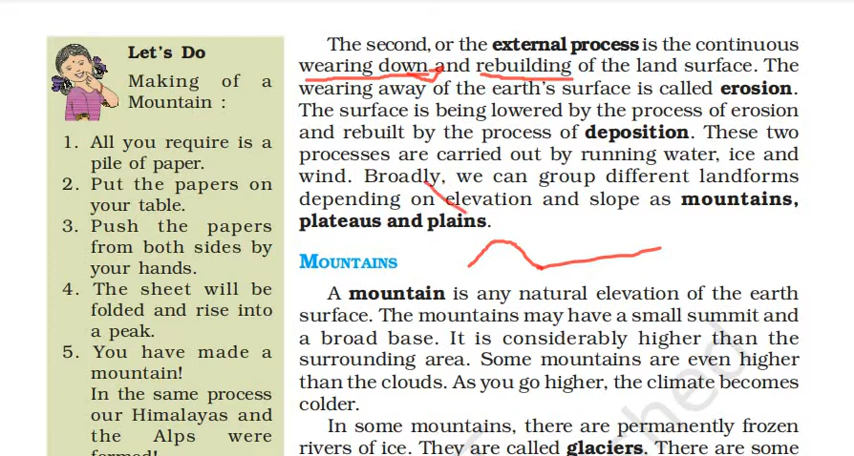 Let's Do
Making of a
Mountain :
1. All you require is a
pile of paper.
2. Put the papers on
your table.
3. Push the papers
from both sides by
your hands.
4. The sheet will be
folded and rise into
a peak.
5. You have made a
mountain!
In the same process
our Himalayas and
the Alps were
formed!
The second, or the external process is the continuous
wearing down and rebuilding of the land surface. The
wearing away of the earth's surface is called erosion.
The surface is being lowered by the process of erosion
and rebuilt by the process of deposition. These two
processes are carried out by running water, ice and
wind. Broadly, we can group different landforms
depending on elevation and slope as mountains,
plateaus and plains.
MOUNTAINS
A mountain is any natural elevation of the earth
surface. The mountains may have a small summit and
a broad base. It is considerably higher than the
surrounding area. Some mountains are even higher
than the clouds. As you go higher, the climate becomes
colder.
In some mountains, there are permanently frozen
rivers of ice. They are called glaciers. There are some